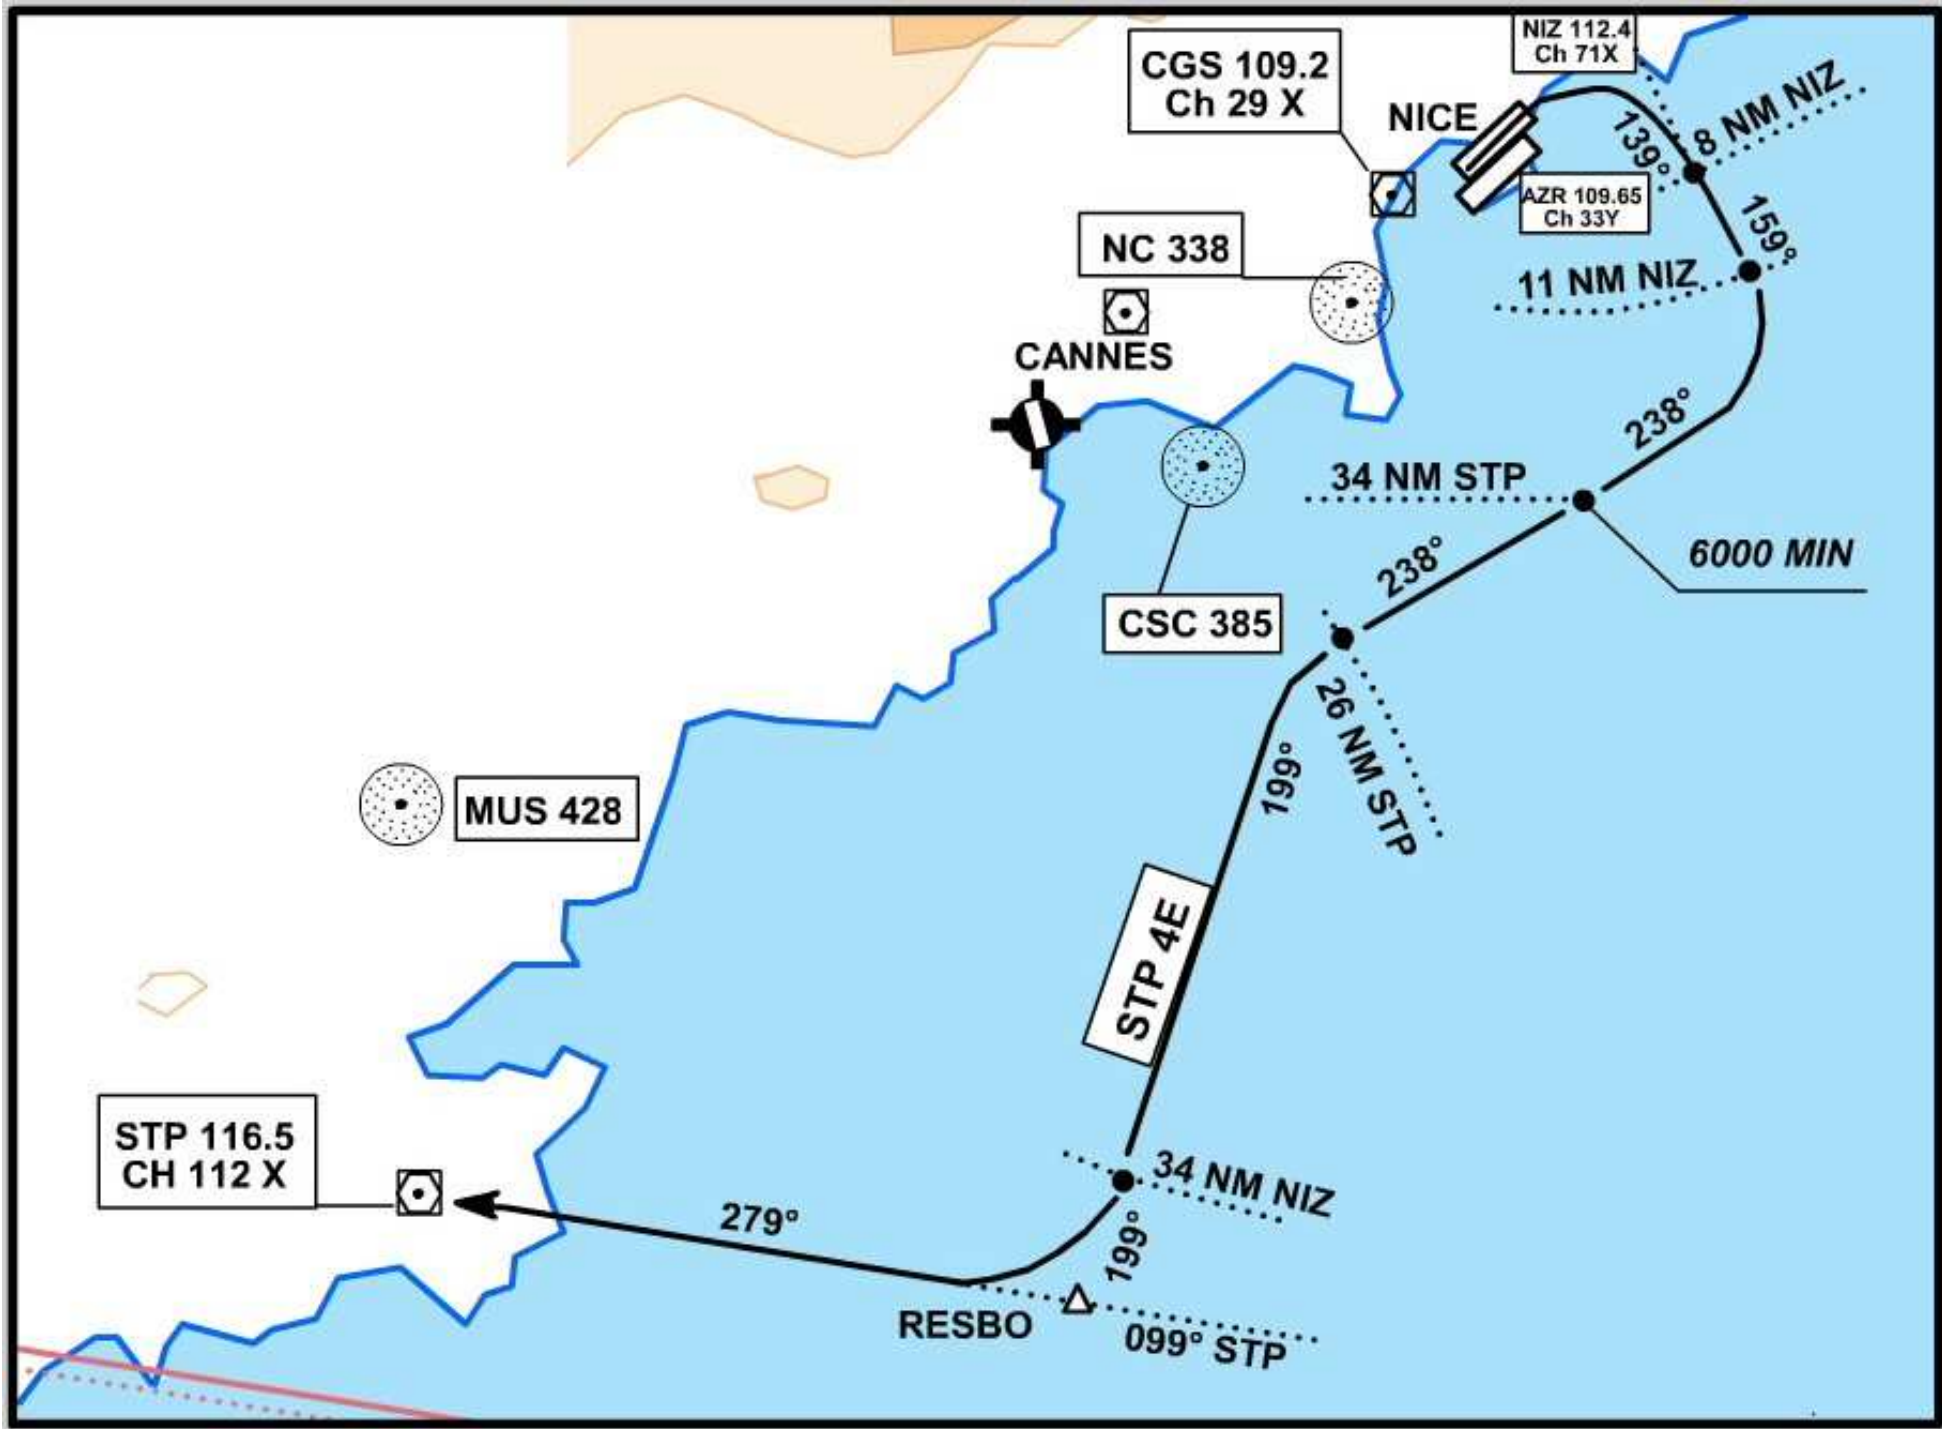 NIZ 112.4
Ch 71X
CGS 109.2
Ch 29 X
NICE
139°
8 NM NIZ
AZR 109.65
Ch 33Y
159°
NC 338
11 NM NIZ
CANNES
238°
34 NM STP
6000 MIN
238°
CSC 385
26 NM STP
199°
MUS 428
STP 4E
STP 116.5
CH 112 X
34 NM NIZ
279°
199°
RESBO
099° STP